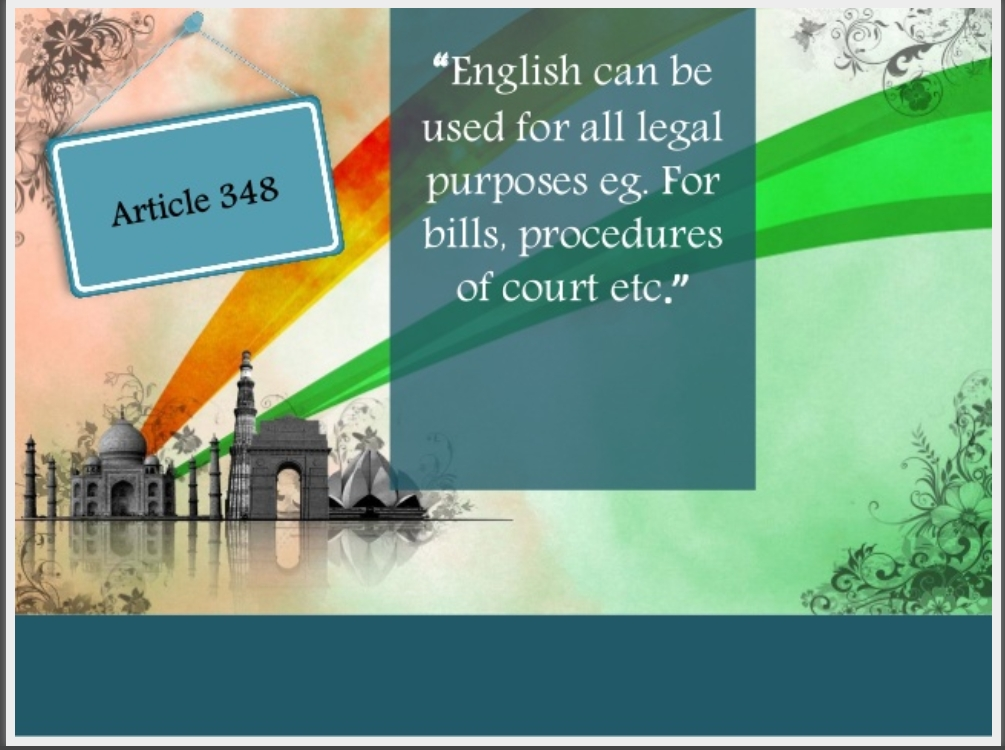 Article 348
“English can be
used for all legal
purposes eg. For
bills, procedures
of court etc.”